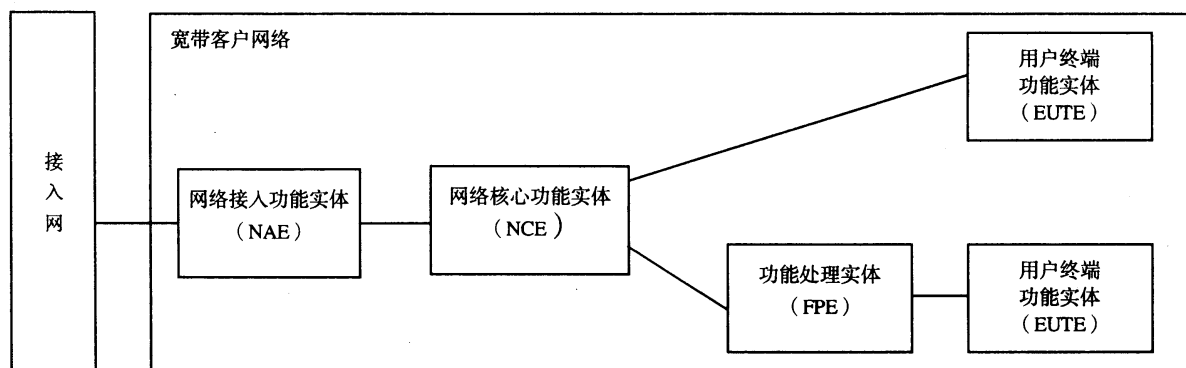 宽带客户网络
接
入
网
网络接入功能实体
（NAE）
网络核心功能实体
（NCE）
用户终端
功能实体
（EUTE）
功能处理实体
（FPE）
用户终端
功能实体
（EUTE）